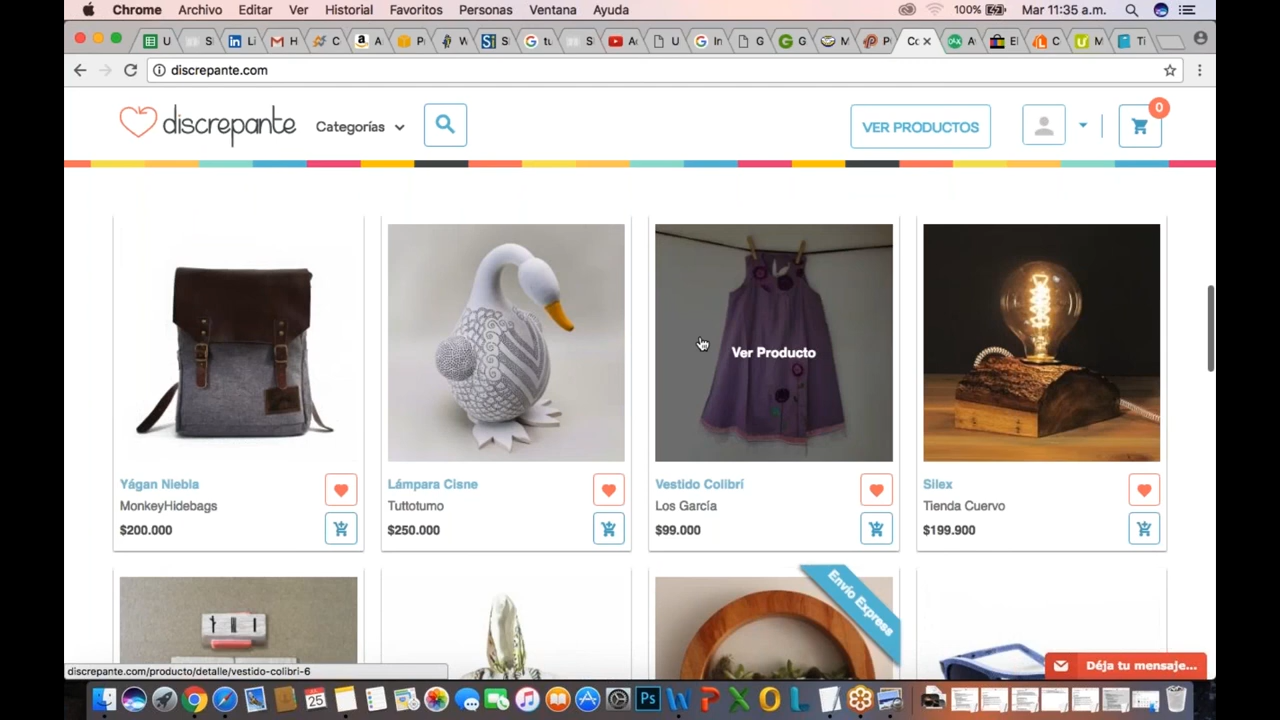 Chrome Archivo Editar Ver Historial Favoritos Personas Ventana Ayuda 100% Mar 11:35 a.m.
discrepante.com
discrepante Categorías VER PRODUCTOS 0
Ver Producto
Yágan Niebla
MonkeyHidebags
$200.000
Lámpara Cisne
Tuttotumo
$250.000
Vestido Colibrí
Los García
$99.000
Silex
Tienda Cuervo
$199.900
Envío Express
discrepante.com/producto/detalle/vestido-colibri-6
Déja tu mensaje...
25
Ps